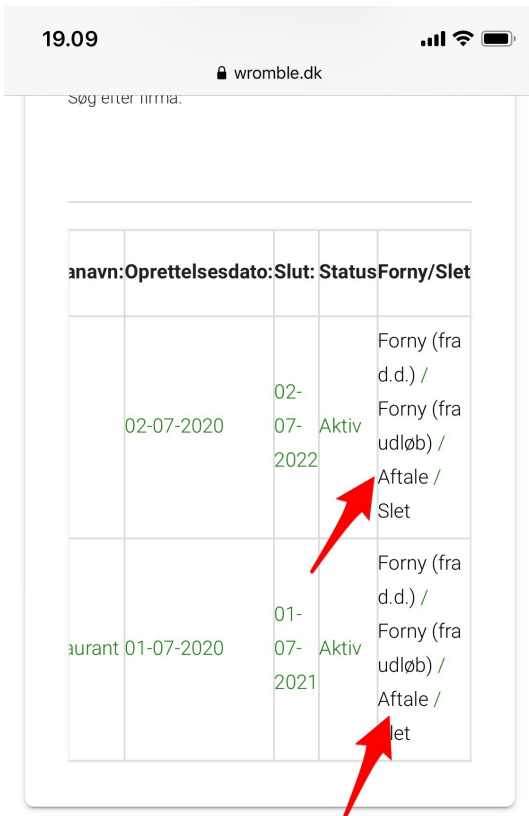 19.09
wromble.dk
Søg efter firma:
anavn: Oprettelsesdato: Slut: Status Forny/Slet
02-07-2020
02-
07-
2022
Aktiv
Forny (fra
d.d.) /
Forny (fra
udløb) /
Aftale /
Slet
aurant 01-07-2020
01-
07-
2021
Aktiv
Forny (fra
d.d.) /
Forny (fra
udløb) /
Aftale /
Slet